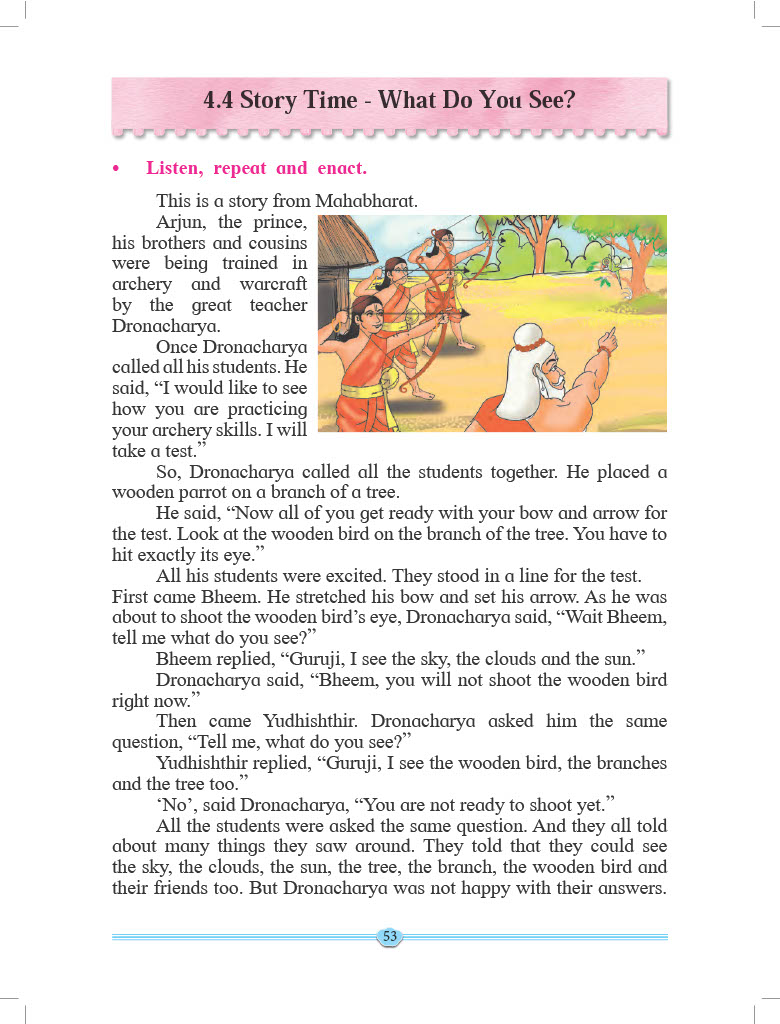 4.4 Story Time - What Do You See?
• Listen, repeat and enact.
This is a story from Mahabharat.
Arjun, the prince,
his brothers and cousins
were being trained in
archery and warcraft
by the great teacher
Dronacharya.
Once Dronacharya
called all his students. He
said, “I would like to see
how you are practicing
your archery skills. I will
take a test.”
So, Dronacharya called all the students together. He placed a
wooden parrot on a branch of a tree.
He said, “Now all of you get ready with your bow and arrow for
the test. Look at the wooden bird on the branch of the tree. You have to
hit exactly its eye.”
All his students were excited. They stood in a line for the test.
First came Bheem. He stretched his bow and set his arrow. As he was
about to shoot the wooden bird’s eye, Dronacharya said, “Wait Bheem,
tell me what do you see?”
Bheem replied, “Guruji, I see the sky, the clouds and the sun.”
Dronacharya said, “Bheem, you will not shoot the wooden bird
right now.”
Then came Yudhishthir. Dronacharya asked him the same
question, “Tell me, what do you see?”
Yudhishthir replied, “Guruji, I see the wooden bird, the branches
and the tree too.”
‘No’, said Dronacharya, “You are not ready to shoot yet.”
All the students were asked the same question. And they all told
about many things they saw around. They told that they could see
the sky, the clouds, the sun, the tree, the branch, the wooden bird and
their friends too. But Dronacharya was not happy with their answers.
53